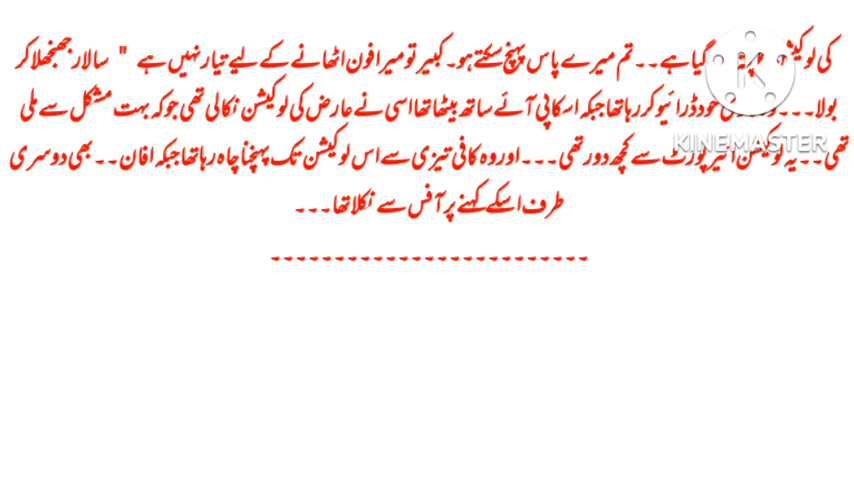 کی لوکیشن گیا ہے۔۔ تم میرے پاس پہنچ سکتے ہو۔ کبیر تو میرا فون اٹھانے کے لیے تیار نہیں ہے " سالار جھنجھلا کر
بولا۔۔۔ خود ڈرائیو کر رہا تھا جبکہ اسکا پی آئے ساتھ بیٹھا تھا اسی نے عارض کی لوکیشن نکالی تھی جو کہ بہت مشکل سے ملی
تھی۔۔ یہ لوکیشن ائیرپورٹ سے کچھ دور تھی۔۔۔ اور وہ کافی تیزی سے اس لوکیشن تک پہنچنا چاہ رہا تھا جبکہ افان۔۔ بھی دوسری
طرف اسکے کہنے پر آفس سے نکلا تھا۔۔۔
۔۔۔۔۔۔۔۔۔۔۔۔۔۔۔۔۔۔۔۔۔۔۔۔۔
KINEMASTER